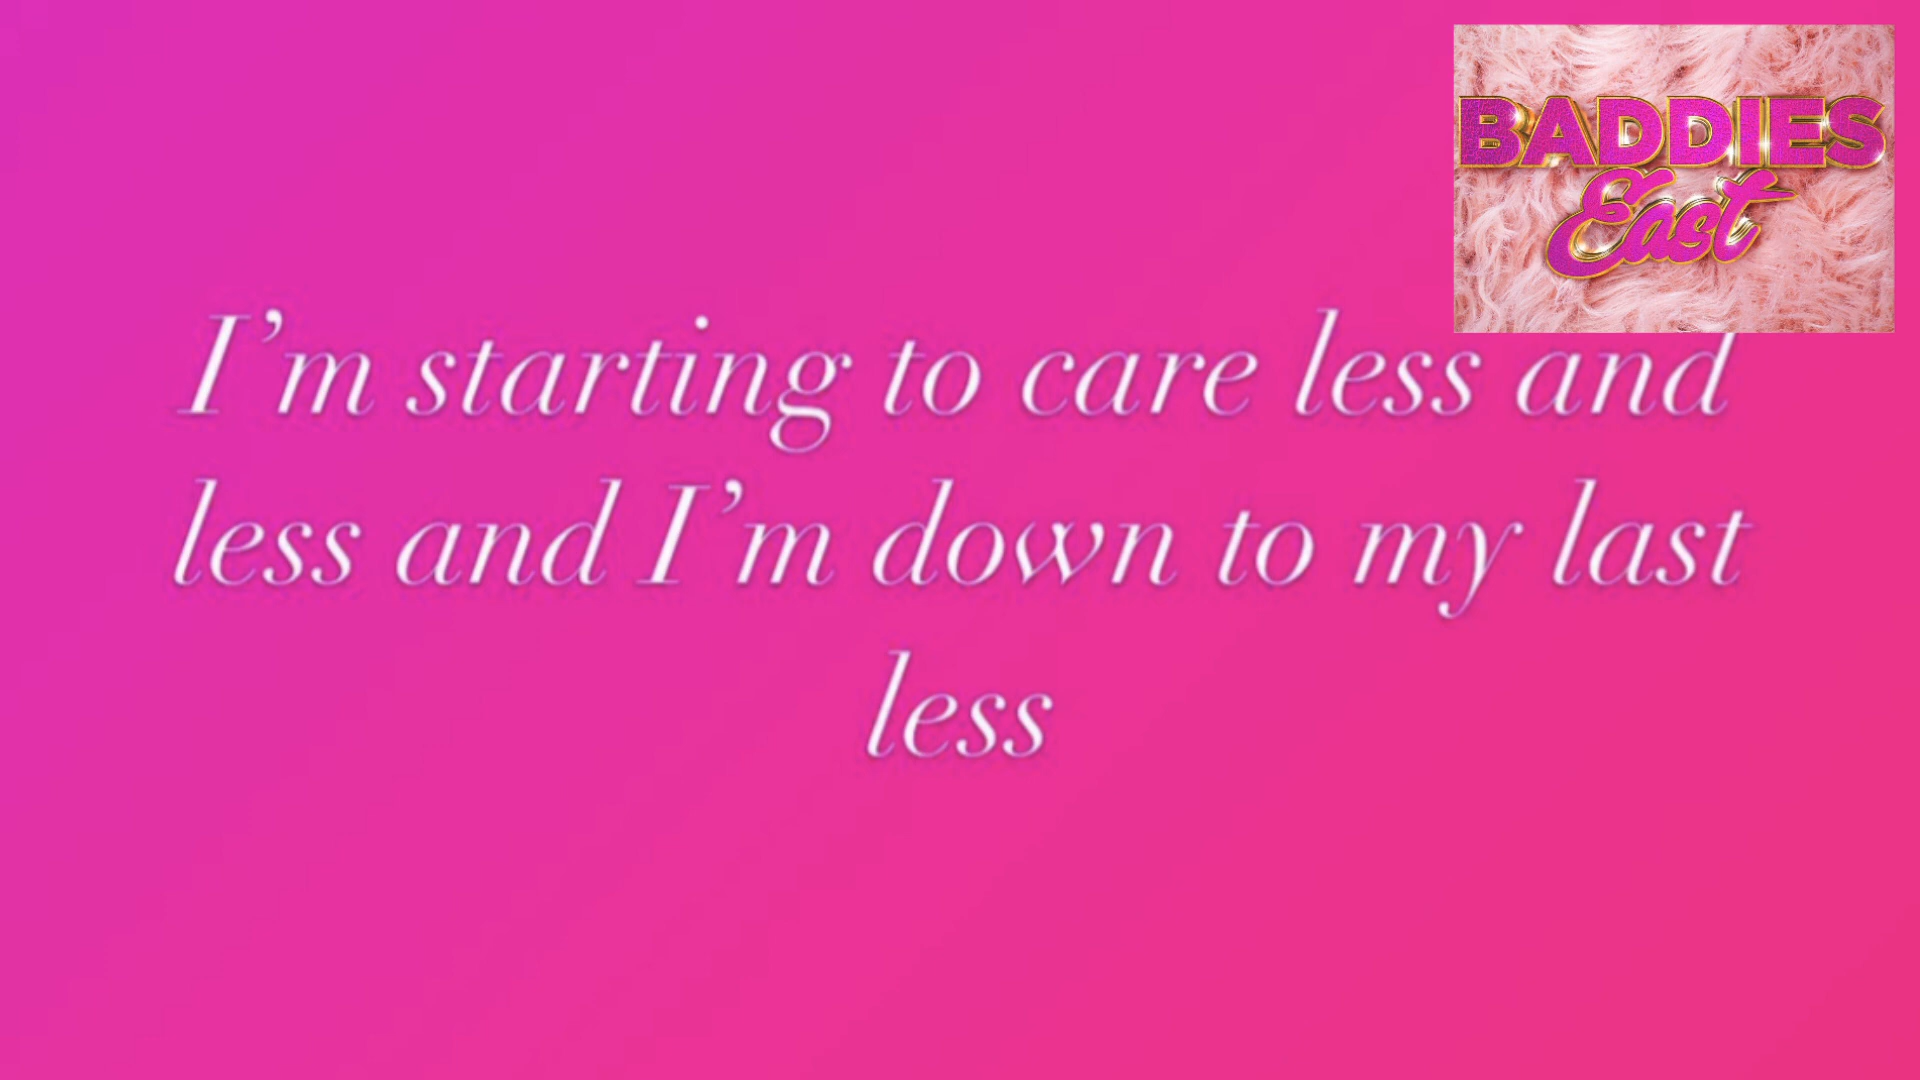 BADDIES
East
I’m starting to care less and
less and I’m down to my last
less